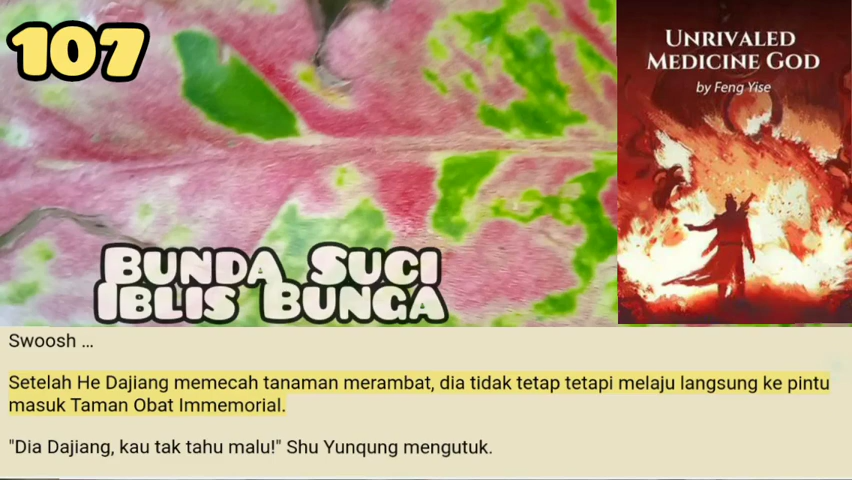 107
UNRIVALED
MEDICINE GOD
by Feng Yise
BUNDA SUCI
IBLIS BUNGA
Swoosh ...
Setelah He Dajiang memecah tanaman merambat, dia tidak tetap tetapi melaju langsung ke pintu
masuk Taman Obat Immemorial.
"Dia Dajiang, kau tak tahu malu!" Shu Yunqung mengutuk.